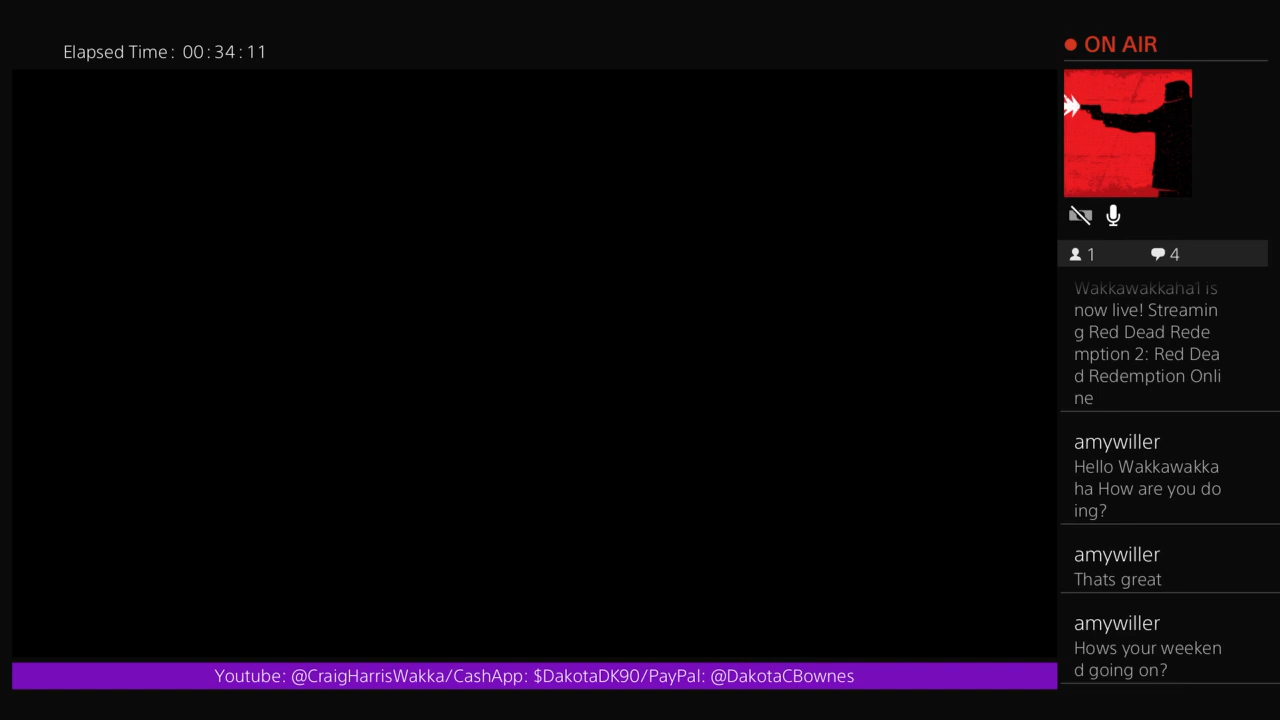 Elapsed Time: 00:34:11
ON AIR
1
4
Wakkawakkaha1 is
now live! Streamin
g Red Dead Rede
mption 2: Red Dea
d Redemption Onli
ne
amywiller
Hello Wakkawakka
ha How are you do
ing?
amywiller
Thats great
amywiller
Hows your weeken
d going on?
Youtube: @CraigHarrisWakka/CashApp: $DakotaDK90/PayPal: @DakotaCBownes